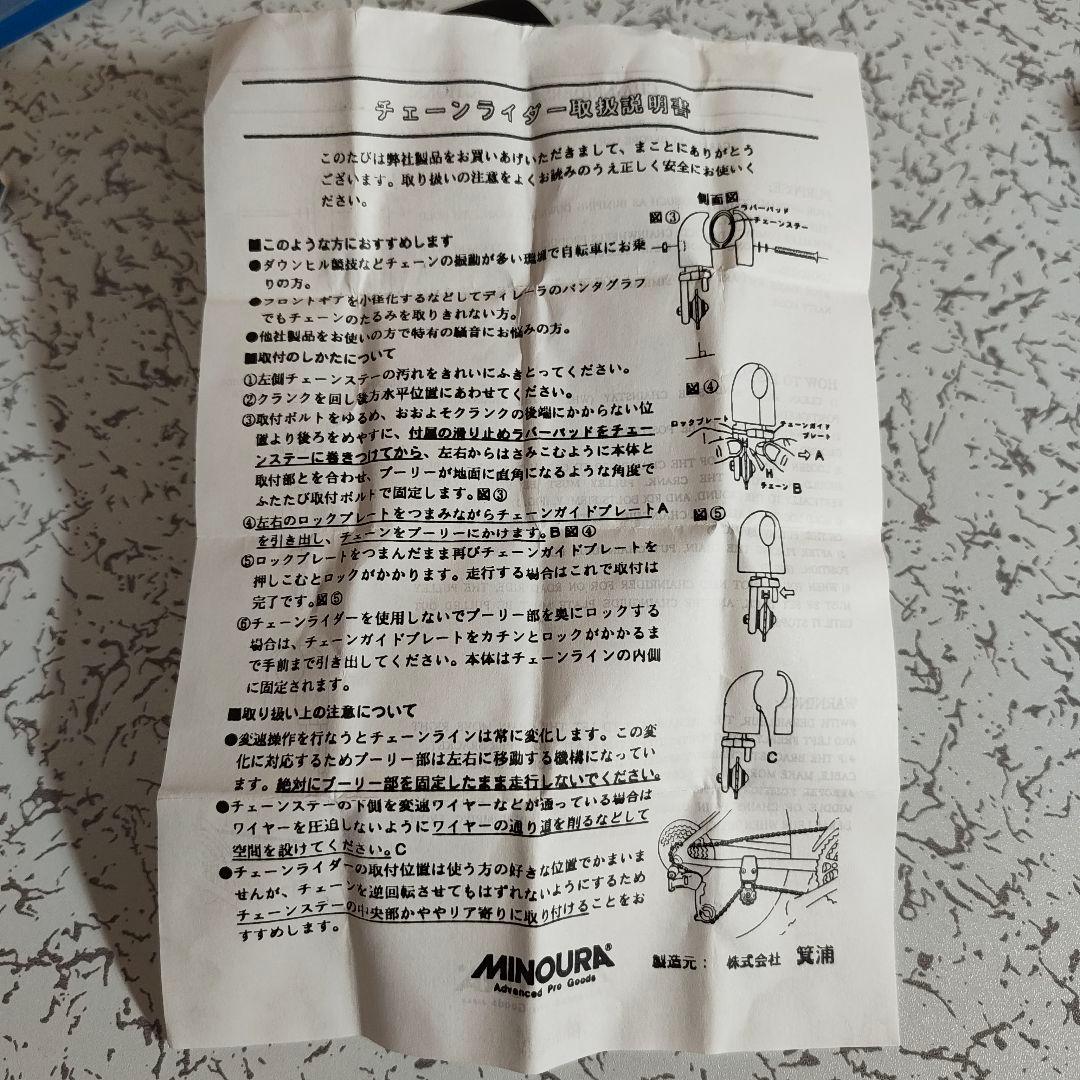 チェーンライダー取扱説明書
このたびは弊社製品をお買いあげいただきまして、まことにありがとう
ございます。取り扱いの注意をよくお読みのうえ正しく安全にお使いく
ださい。
側面図
図③
ラバーパッド
チェーンステー
■このような方におすすめします
●ダウンヒル競技などチェーンの振動が多い環境で自転車にお乗
りの方。
●フロントギアを小径化するなどしてディレーラのパンタグラフ
でもチェーンのたるみを取りきれない方。
●他社製品をお使いの方で特有の騒音にお悩みの方。
■取付のしかたについて
①左側チェーンステーの汚れをきれいにふきとってください。
②クランクを回し後方水平位置にあわせてください。
③取付ボルトをゆるめ、おおよそクランクの後端にかからない位
置より後ろをめやすに、付属の滑り止めラバーパッドをチェー
ンステーに巻きつけてから、左右からはさみこむように本体と
取付部とを合わせ、プーリーが地面に直角になるような角度で
ふたたび取付ボルトで固定します。図③
④左右のロックプレートをつまみながらチェーンガイドプレートA
を引き出し、チェーンをプーリーにかけます。B図④
⑤ロックプレートをつまんだまま再びチェーンガイドプレートを
押しこむとロックがかかります。走行する場合はこれで取付は
完了です。図⑤
⑥チェーンライダーを使用しないでプーリー部を奥にロックする
場合は、チェーンガイドプレートをカチンとロックがかかるま
で手前まで引き出してください。本体はチェーンラインの内側
に固定されます。
図④
ロックプレート
チェーンガイド
プレート
A
H
チェーン
B
図⑤
■取り扱い上の注意について
●変速操作を行なうとチェーンラインは常に変化します。この変
化に対応するためプーリー部は左右に移動する機構になってい
ます。絶対にプーリー部を固定したまま走行しないでください。
●チェーンステーの下側を変速ワイヤーなどが通っている場合は
ワイヤーを圧迫しないようにワイヤーの通り道を削るなどして
空間を設けてください。C
●チェーンライダーの取付位置は使う方の好きな位置でかまいま
せんが、チェーンを逆回転させてもはずれないようにするため
チェーンステーの中央部かややリア寄りに取り付けることをお
すすめします。
C
MINOURA®
Advanced Pro Goods
製造元： 株式会社 箕浦